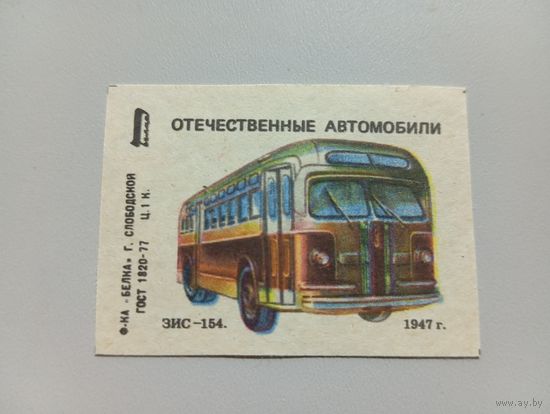 ОТЕЧЕСТВЕННЫЕ АВТОМОБИЛИ
Ф-КА «БЕЛКА» Г. СЛОБОДСКОЙ
ГОСТ 1820-77 Ц. 1 К.
ЗИС-154.
1947 г.
www.ay.by